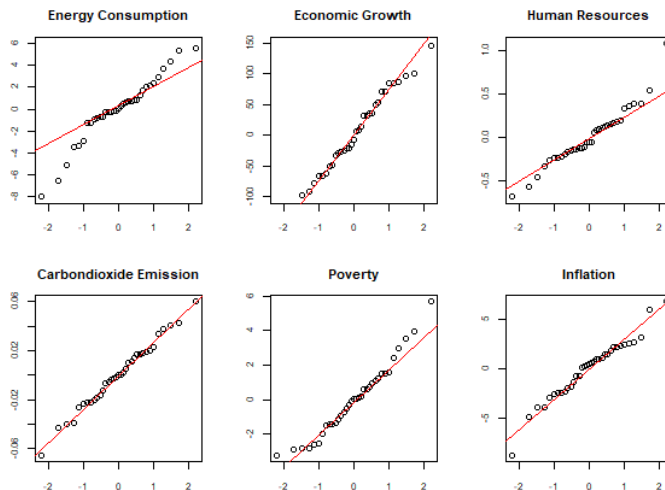 Energy Consumption
Economic Growth
Human Resources
6
4
2
0
-2
-4
-6
-8
-2 -1 0 1 2
150
100
50
0
-50
-100
-2 -1 0 1 2
1.0
0.5
0.0
-0.5
-2 -1 0 1 2
Carbondioxide Emission
Poverty
Inflation
0.06
0.02
-0.02
-0.06
-2 -1 0 1 2
6
4
2
0
-2
-2 -1 0 1 2
5
0
-5
-2 -1 0 1 2